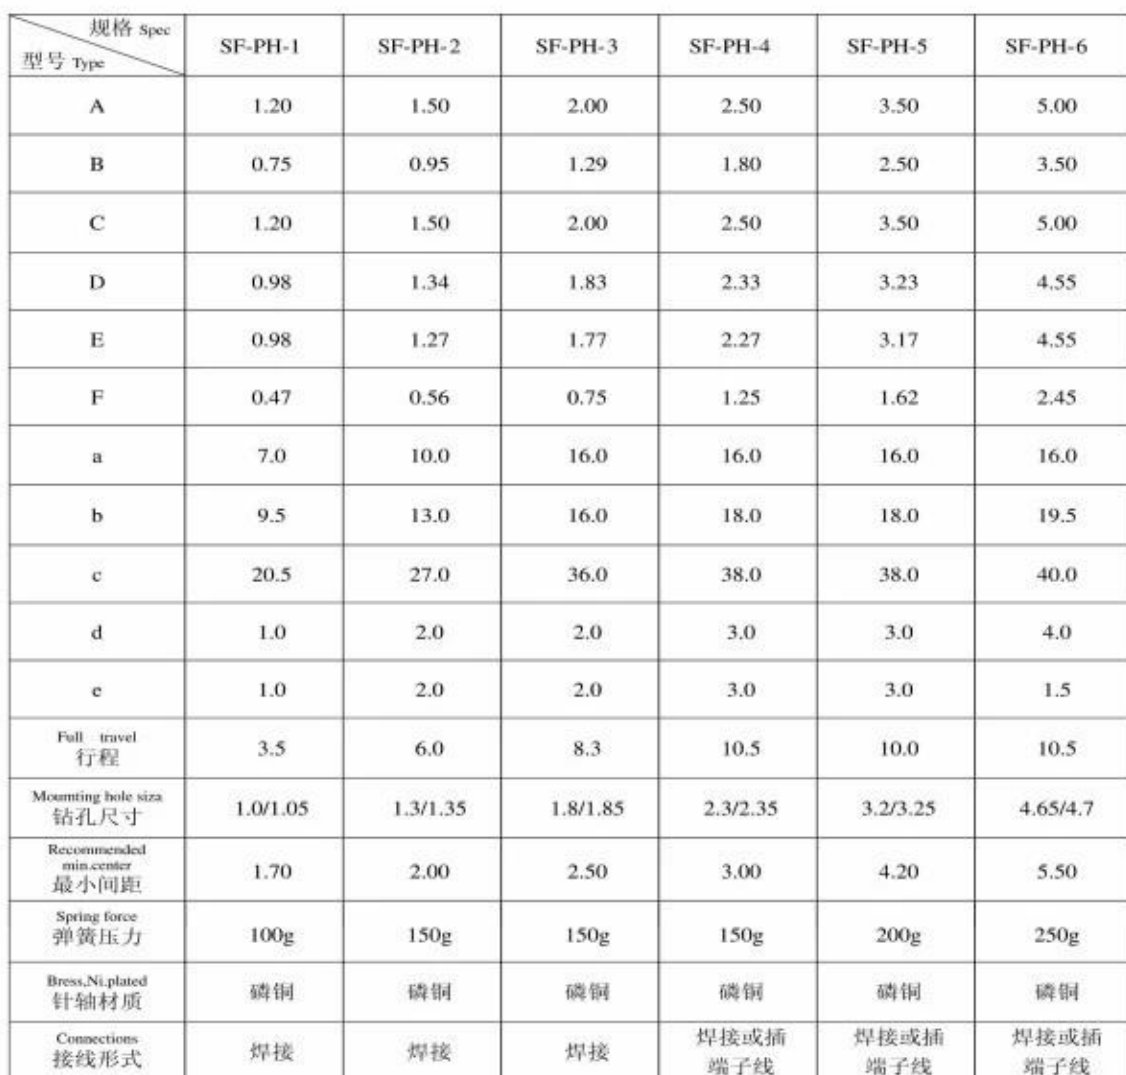 规格 Spec
型号 Type
SF-PH-1 SF-PH-2 SF-PH-3 SF-PH-4 SF-PH-5 SF-PH-6
A 1.20 1.50 2.00 2.50 3.50 5.00
B 0.75 0.95 1.29 1.80 2.50 3.50
C 1.20 1.50 2.00 2.50 3.50 5.00
D 0.98 1.34 1.83 2.33 3.23 4.55
E 0.98 1.27 1.77 2.27 3.17 4.55
F 0.47 0.56 0.75 1.25 1.62 2.45
a 7.0 10.0 16.0 16.0 16.0 16.0
b 9.5 13.0 16.0 18.0 18.0 19.5
c 20.5 27.0 36.0 38.0 38.0 40.0
d 1.0 2.0 2.0 3.0 3.0 4.0
e 1.0 2.0 2.0 3.0 3.0 1.5
Full travel
行程 3.5 6.0 8.3 10.5 10.0 10.5
Moumting hole siza
钻孔尺寸 1.0/1.05 1.3/1.35 1.8/1.85 2.3/2.35 3.2/3.25 4.65/4.7
Recommended
min.center
最小间距 1.70 2.00 2.50 3.00 4.20 5.50
Spring force
弹簧压力 100g 150g 150g 150g 200g 250g
Bress,Ni.plated
针轴材质 磷铜 磷铜 磷铜 磷铜 磷铜 磷铜
Connections
接线形式 焊接 焊接 焊接 焊接或插 焊接或插 焊接或插
端子线 端子线 端子线